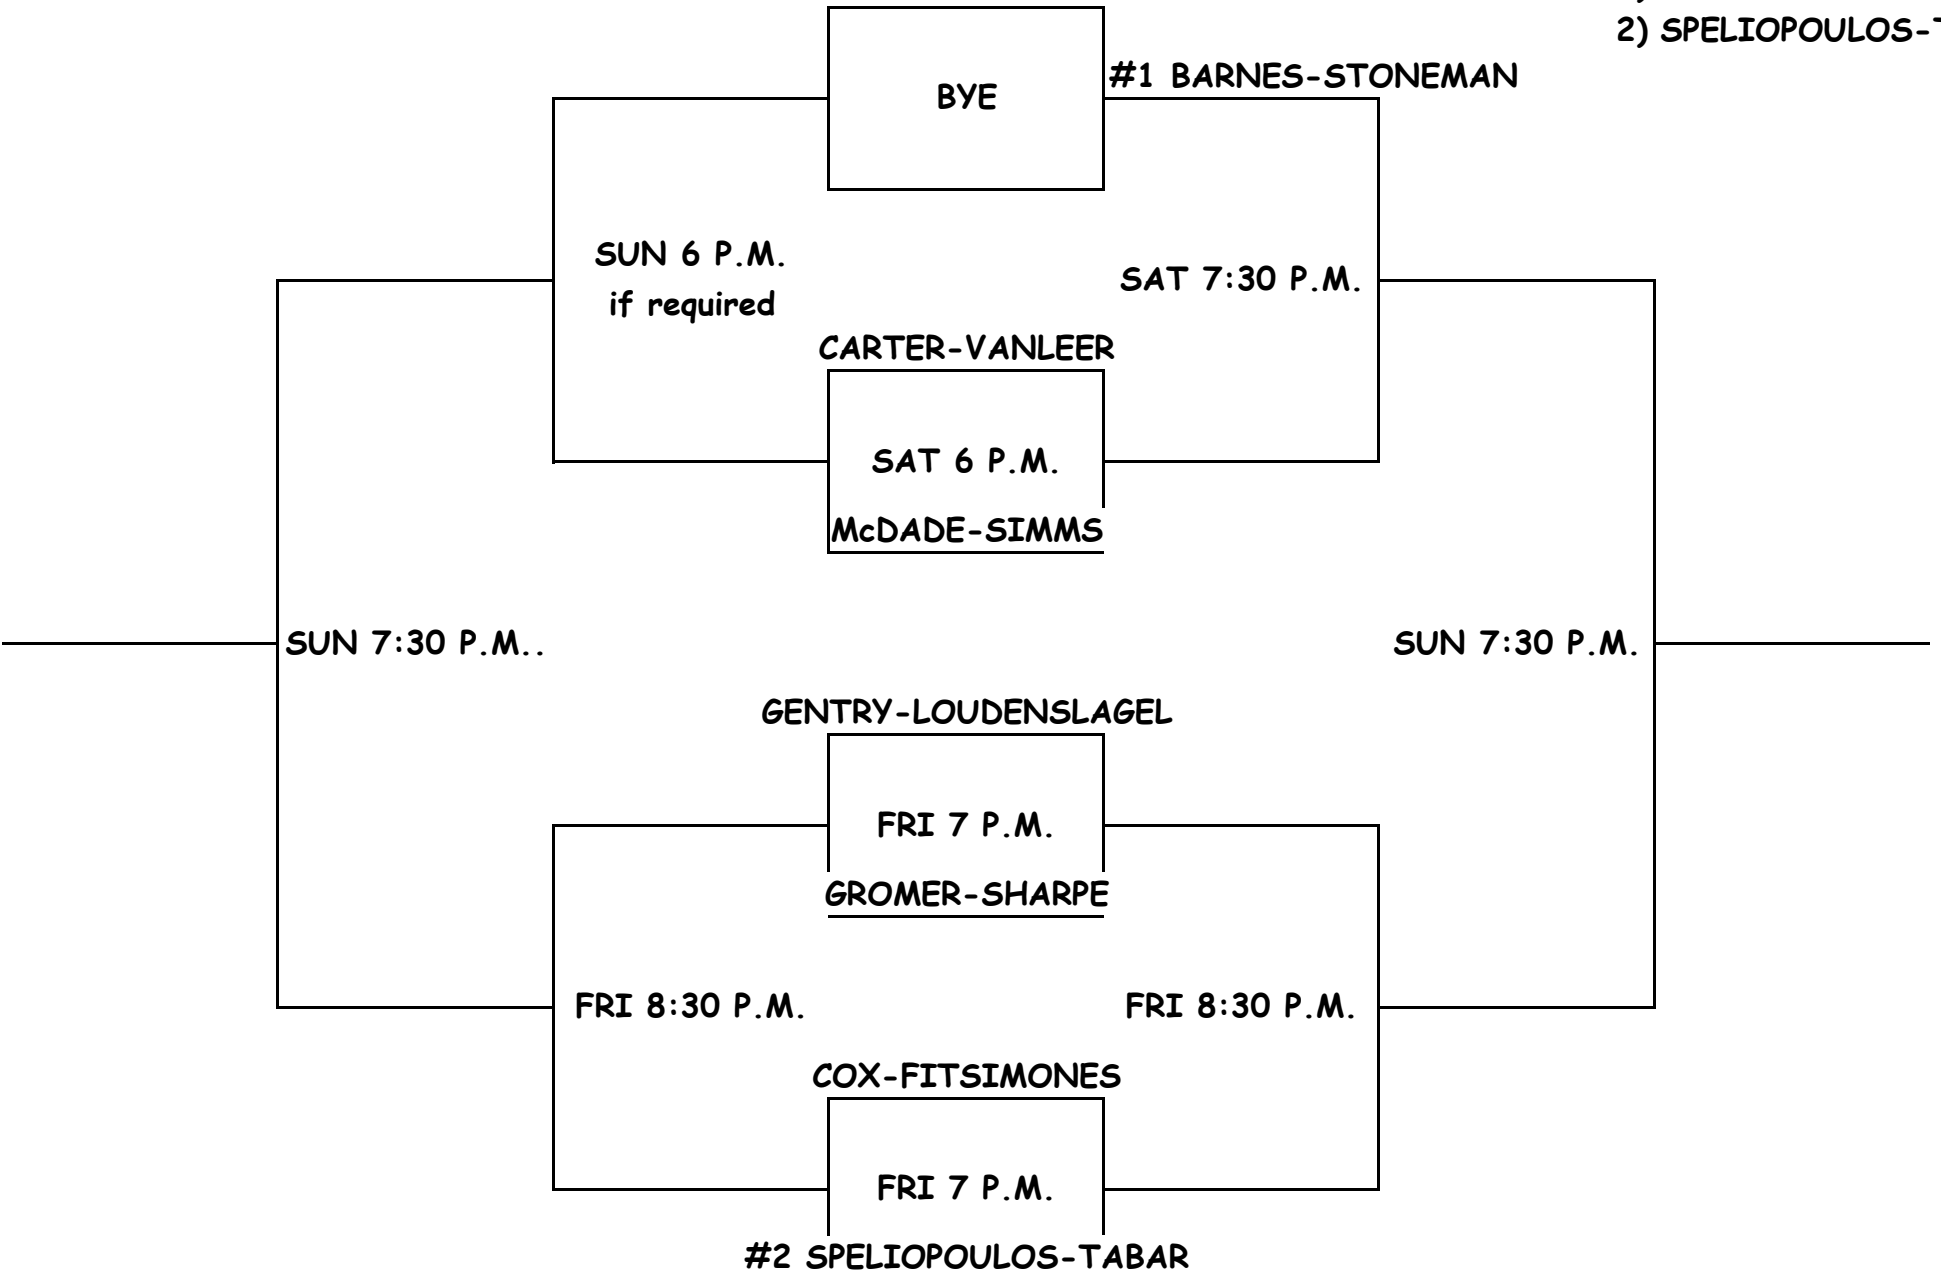 2) SPELIOPOULOS-
#1 BARNES-STONEMAN
BYE
SUN 6 P.M.
if required
SAT 7:30 P.M.
CARTER-VANLEER
SAT 6 P.M.
McDADE-SIMMS
SUN 7:30 P.M..
SUN 7:30 P.M.
GENTRY-LOUDENSLAGEL
FRI 7 P.M.
GROMER-SHARPE
FRI 8:30 P.M.
FRI 8:30 P.M.
COX-FITSIMONES
FRI 7 P.M.
#2 SPELIOPOULOS-TABAR